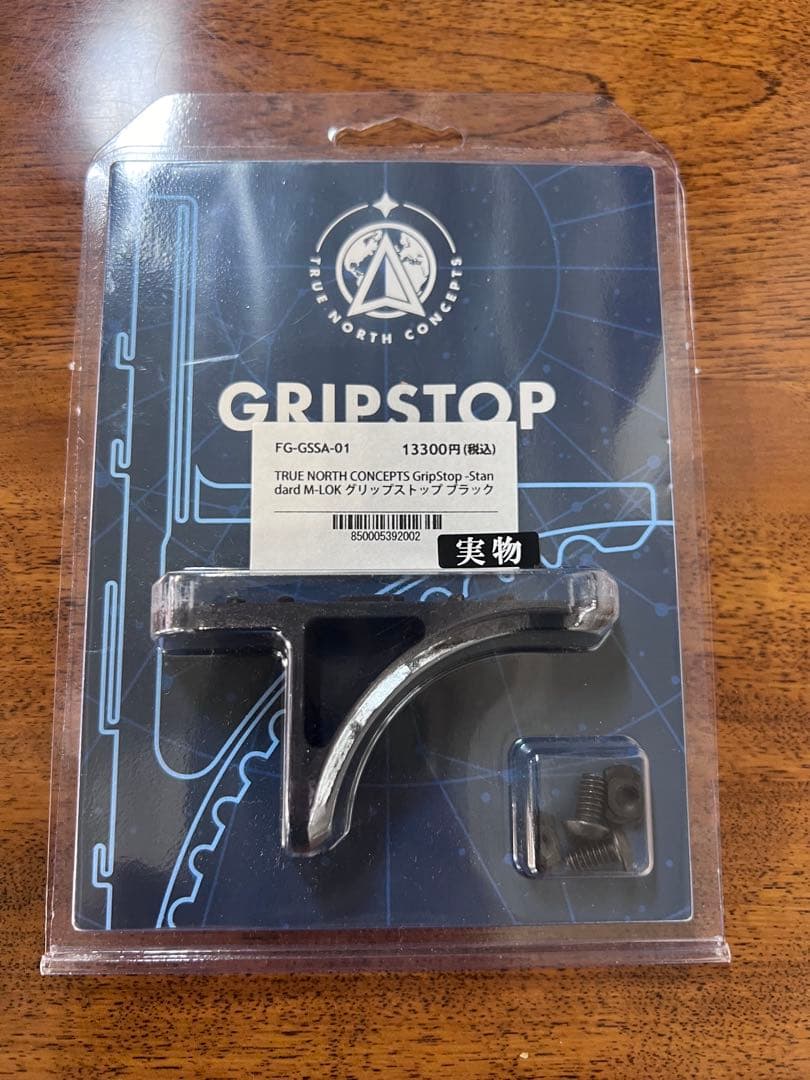 TRUE NORTH CONCEPTS
GRIPSTOP
FG-GSSA-01 13300円(税込)
TRUE NORTH CONCEPTS GripStop -Stan
dard M-LOK グリップストップ ブラック
850005392002
実物